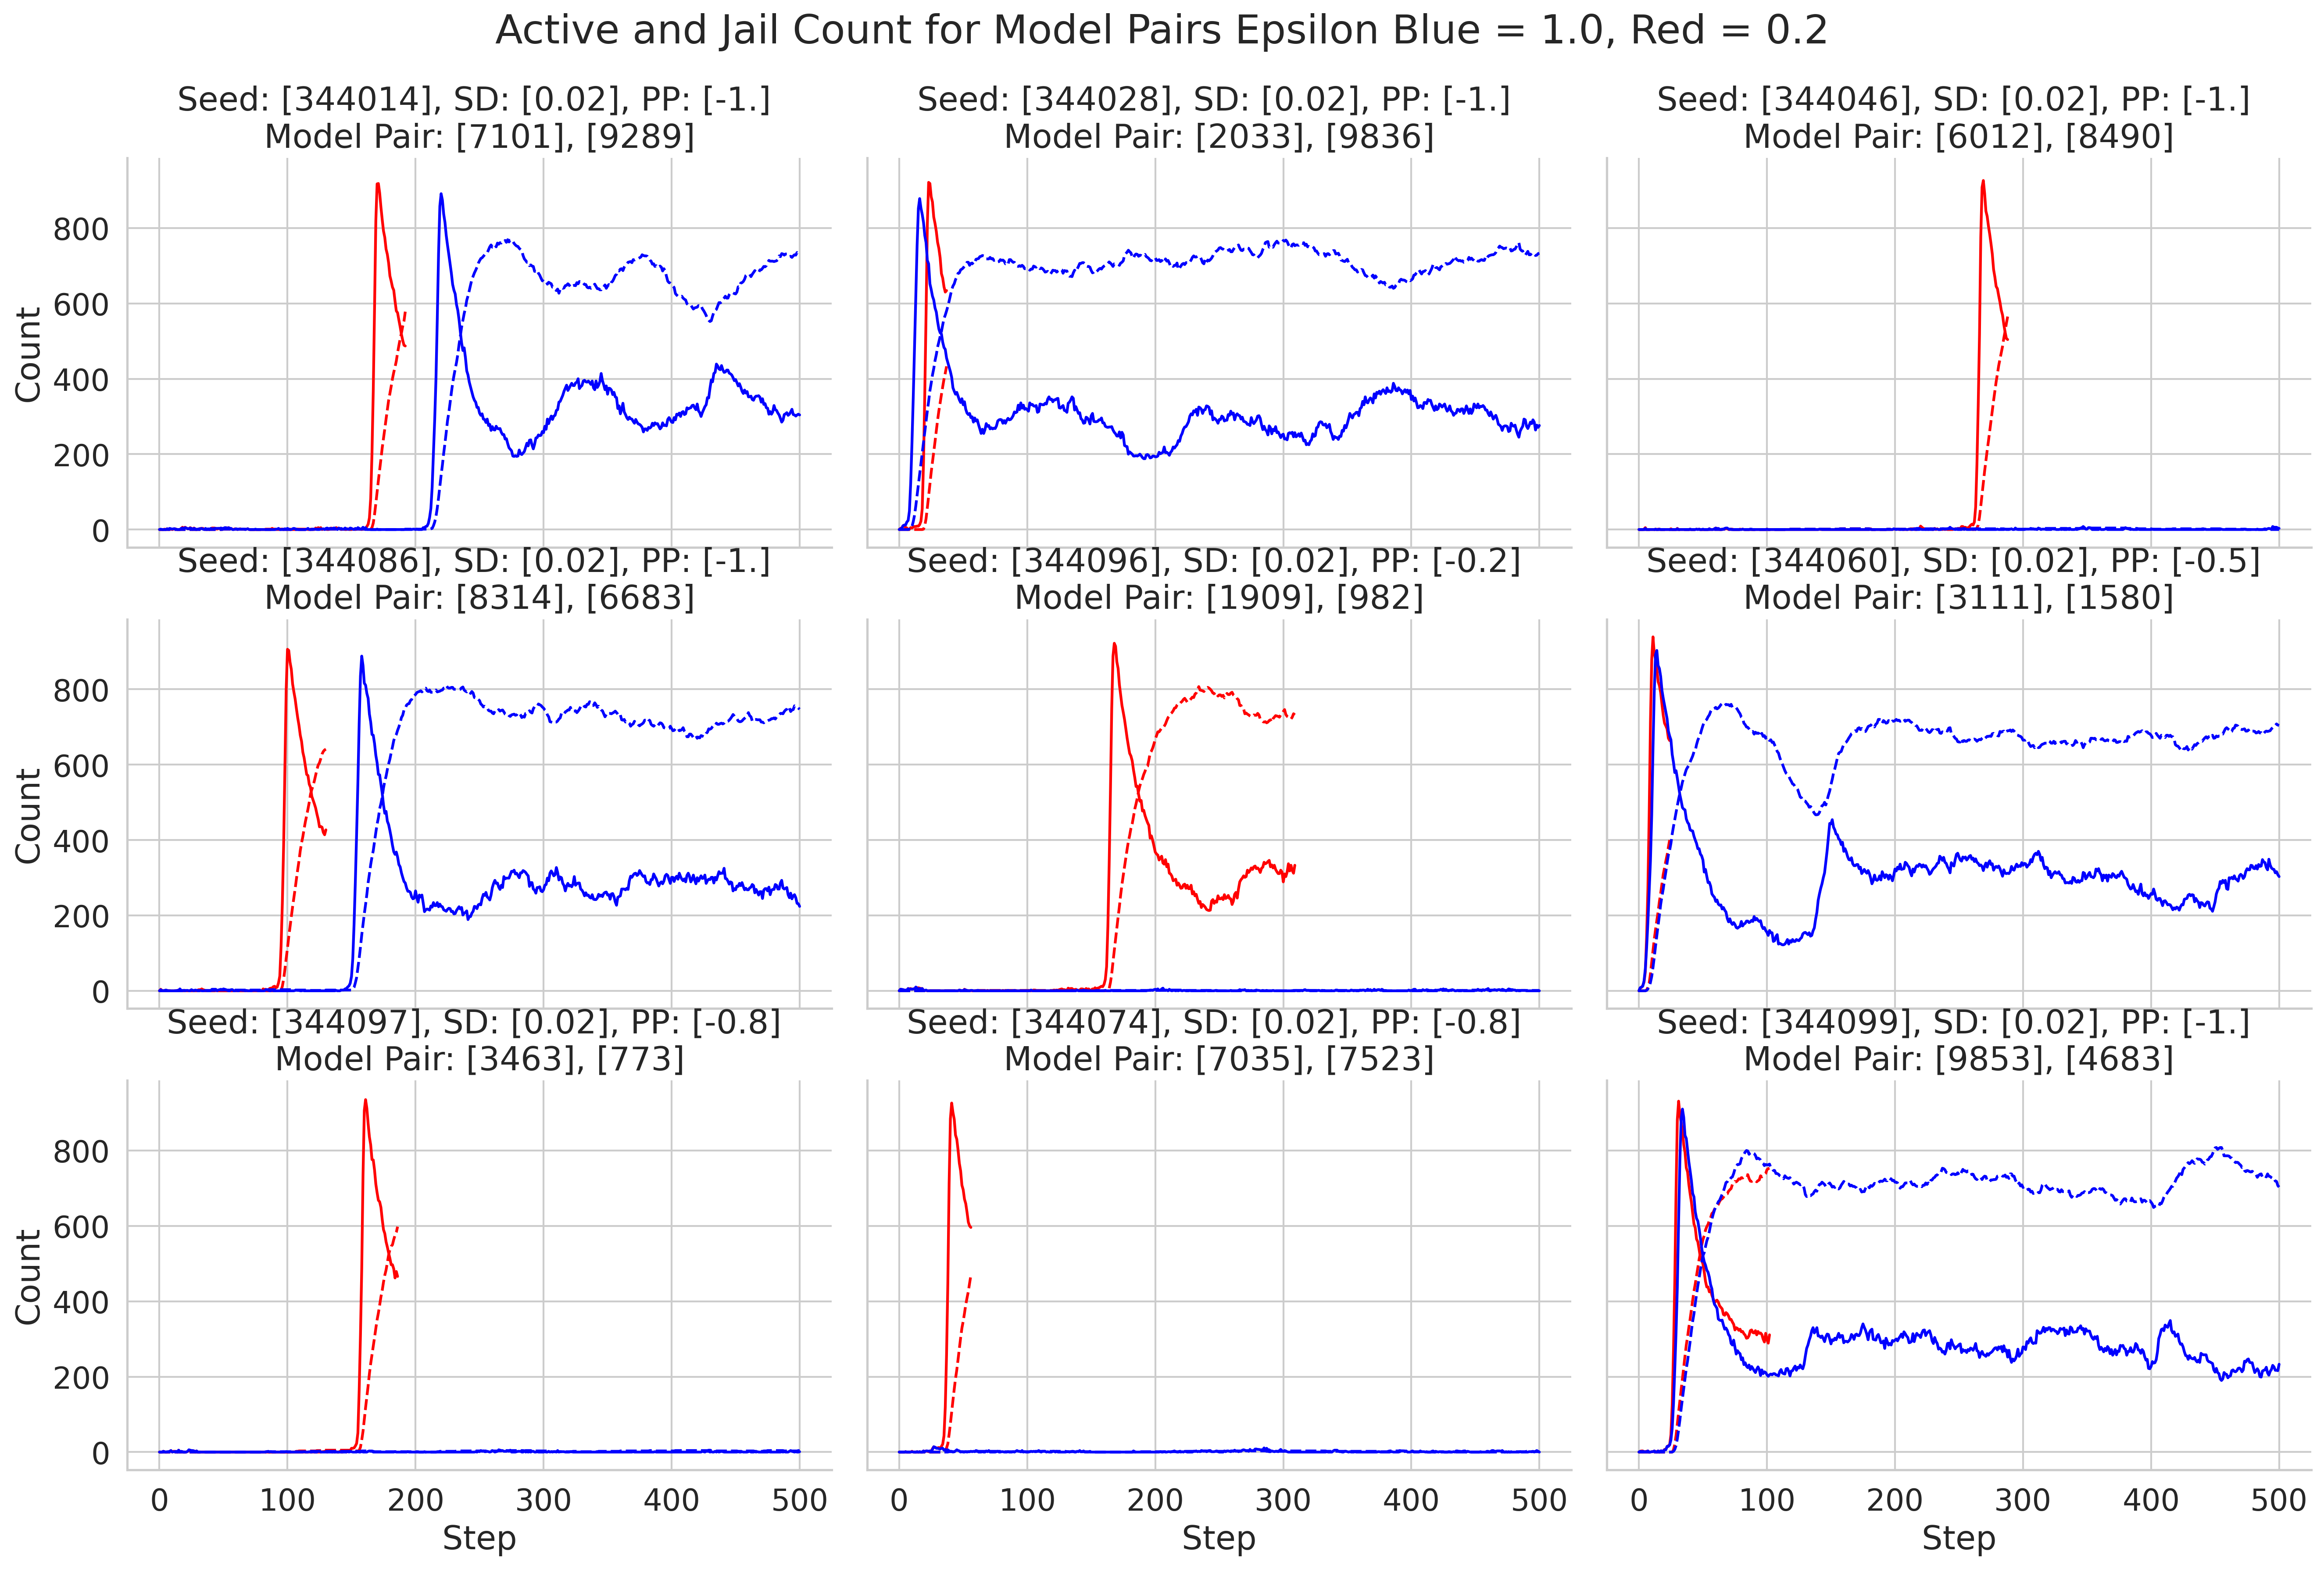 Active and Jail Count for Model Pairs Epsilon Blue = 1.0, Red = 0.2
Seed: [344014], SD: [0.02], PP: [-1.]
Model Pair: [7101], [9289]
Seed: [344028], SD: [0.02], PP: [-1.]
Model Pair: [2033], [9836]
Seed: [344046], SD: [0.02], PP: [-1.]
Model Pair: [6012], [8490]
Count
800
600
400
200
0
Seed: [344086], SD: [0.02], PP: [-1.]
Model Pair: [8314], [6683]
Seed: [344096], SD: [0.02], PP: [-0.2]
Model Pair: [1909], [982]
Seed: [344060], SD: [0.02], PP: [-0.5]
Model Pair: [3111], [1580]
Count
800
600
400
200
0
Seed: [344097], SD: [0.02], PP: [-0.8]
Model Pair: [3463], [773]
Seed: [344074], SD: [0.02], PP: [-0.8]
Model Pair: [7035], [7523]
Seed: [344099], SD: [0.02], PP: [-1.]
Model Pair: [9853], [4683]
Count
800
600
400
200
0
0 100 200 300 400 500
0 100 200 300 400 500
0 100 200 300 400 500
Step
Step
Step